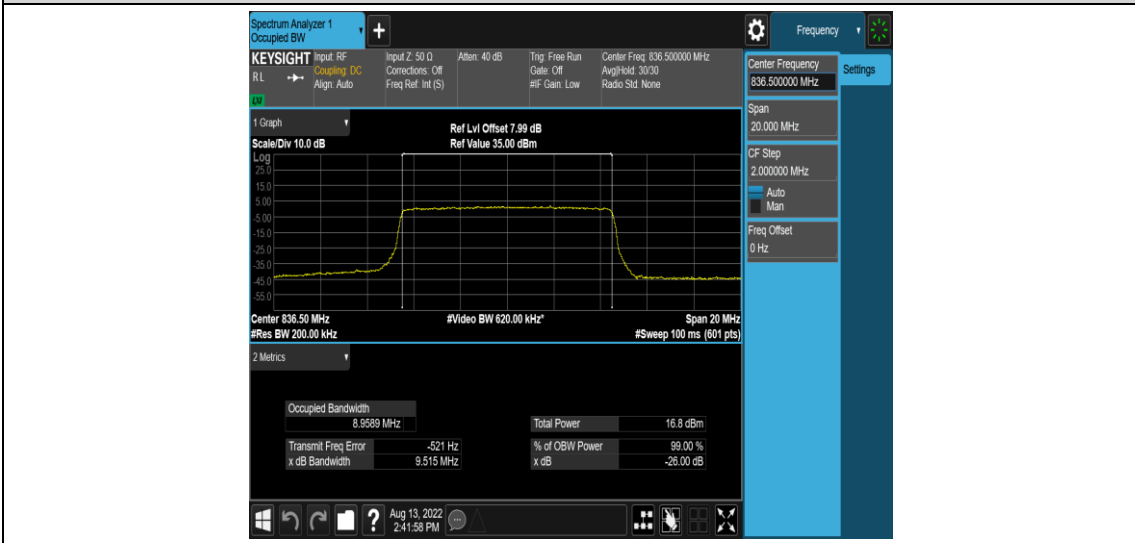 Spectrum Analyzer 1
Occupied BW
Frequency
KEYSIGHT
RL
Input: RF
Coupling: DC
Align: Auto
Input Z: 50 Ω
Corrections: Off
Freq Ref: Int (S)
Atten: 40 dB
Trig: Free Run
Gate: Off
#IF Gain: Low
Center Freq: 836.500000 MHz
Avg|Hold: 30/30
Radio Std: None
LXI
Center Frequency
836.500000 MHz
Settings
Span
20.000 MHz
CF Step
2.000000 MHz
Auto
Man
Freq Offset
0 Hz
1 Graph
Scale/Div 10.0 dB
Ref Lvl Offset 7.99 dB
Ref Value 35.00 dBm
Log
25.0
15.0
5.00
-5.00
-15.0
-25.0
-35.0
-45.0
-55.0
Center 836.50 MHz
#Video BW 620.00 kHz*
Span 20 MHz
#Res BW 200.00 kHz
#Sweep 100 ms (601 pts)
2 Metrics
Occupied Bandwidth
8.9589 MHz
Total Power 16.8 dBm
Transmit Freq Error -521 Hz
% of OBW Power 99.00 %
x dB Bandwidth 9.515 MHz
x dB -26.00 dB
?
Aug 13, 2022
2:41:58 PM